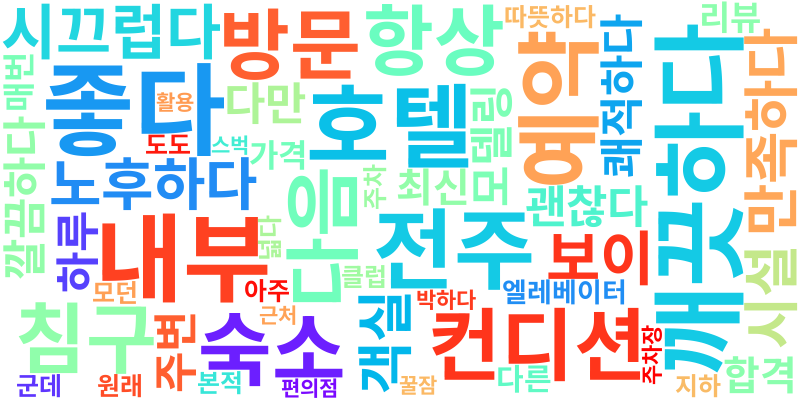 시끄럽다
방문
항상
따뜻하다
리뷰
예약
쾌적하다
깨끗하다
만족하다
매번
좋다
활용
다만
호텔
모델링
도도
스벅
가격
깔끔하다
노후하다
다음
주차
최신
괜찮다
하루
내부
넓다
전주
보이
시설
클럽
모던
아주
박하다
엘레베이터
근처
침구
주변
숙소
객실
컨디션
주차장
군데
원래
본적
편의점
꿀잠
다른
지하
합격